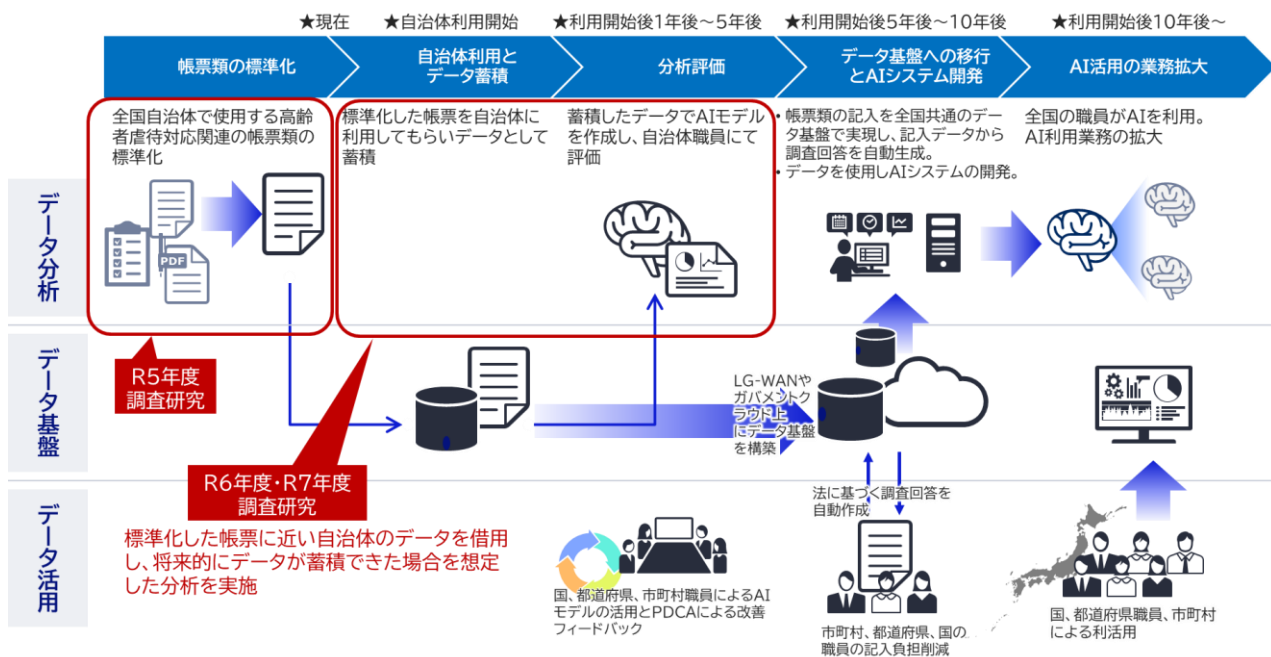 ★現在
★自治体利用開始
★利用開始後1年後～5年後
★利用開始後5年後～10年後
★利用開始後10年後～
帳票類の標準化
自治体利用と
データ蓄積
分析評価
データ基盤への移行
とAIシステム開発
AI活用の業務拡大
全国自治体で使用する高齢
者虐待対応関連の帳票類の
標準化
標準化した帳票を自治体に
利用してもらいデータとして
蓄積
蓄積したデータでAIモデル
を作成し、自治体職員にて
評価
• 帳票類の記入を全国共通のデー
タ基盤で実現し、記入データから
調査回答を自動生成。
• データを使用しAIシステムの開発。
全国の職員がAIを利用。
AI利用業務の拡大
データ分析
PDF
データ基盤
R5年度
調査研究
LG-WANや
ガバメントク
ラウド上
にデータ基盤
を構築
R6年度・R7年度
調査研究
データ活用
標準化した帳票に近い自治体のデータを借用
し、将来的にデータが蓄積できた場合を想定
した分析を実施
法に基づく調査回答を
自動作成
国、都道府県、市町村職員によるAI
モデルの活用とPDCAによる改善
フィードバック
市町村、都道府県、国の
職員の記入負担削減
国、都道府県職員、市町村
による利活用